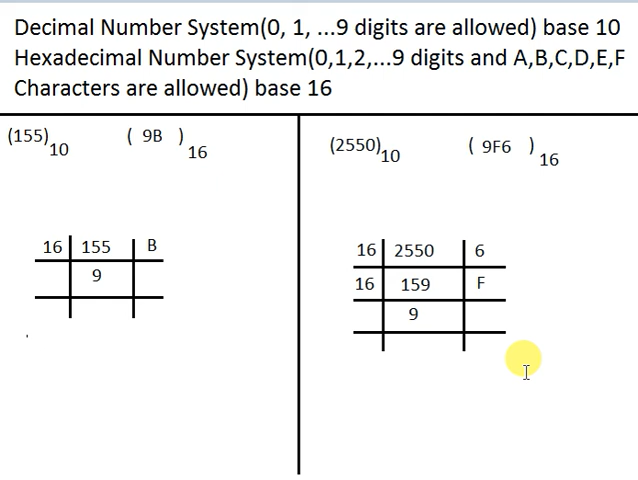 Decimal Number System(0, 1, ...9 digits are allowed) base 10
Hexadecimal Number System(0,1,2,...9 digits and A,B,C,D,E,F
Characters are allowed) base 16
(155)10 ( 9B )16
16 155 B
9
(2550)10 ( 9F6 )16
16 2550 6
16 159 F
9